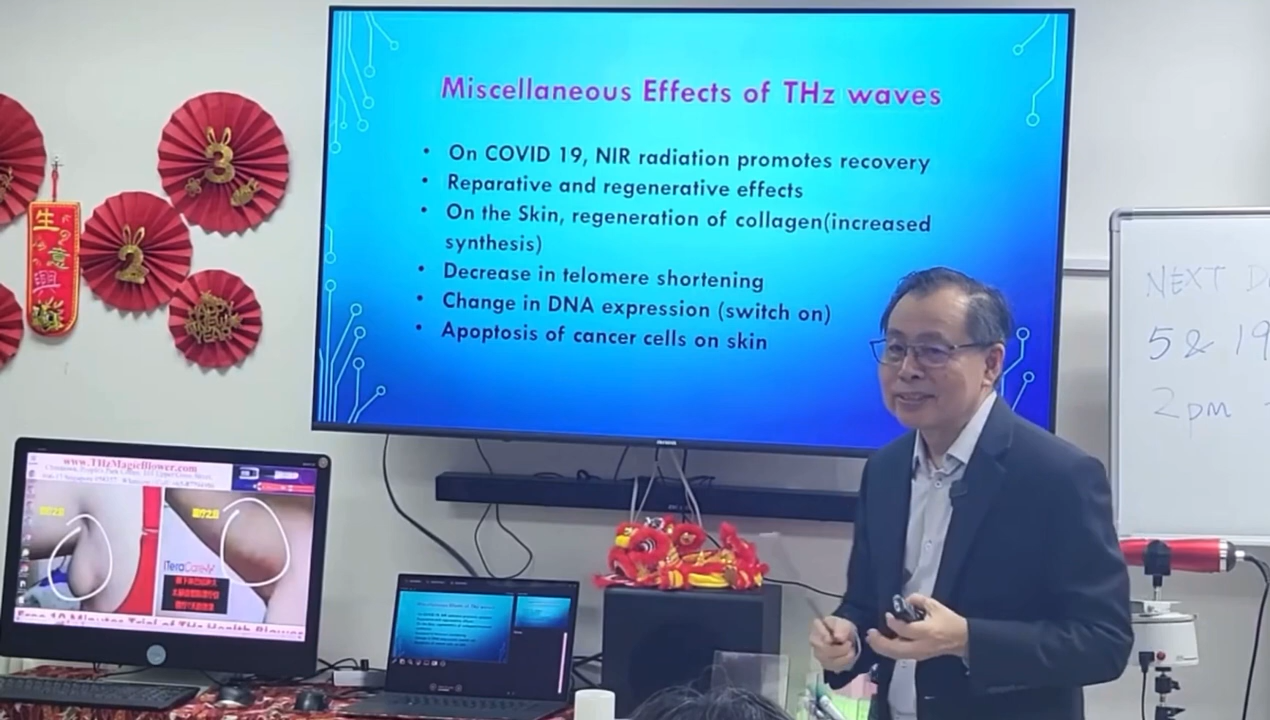 Miscellaneous Effects of THz waves
• On COVID 19, NIR radiation promotes recovery
• Reparative and regenerative effects
• On the Skin, regeneration of collagen(increased
synthesis)
• Decrease in telomere shortening
• Change in DNA expression (switch on)
• Apoptosis of cancer cells on skin
3
2
生
意
興
NEXT D
5 & 19
2pm
www.THzMagicBlower.com
iTeraCare
Free 10 Minutes Trial of THz Health Blower